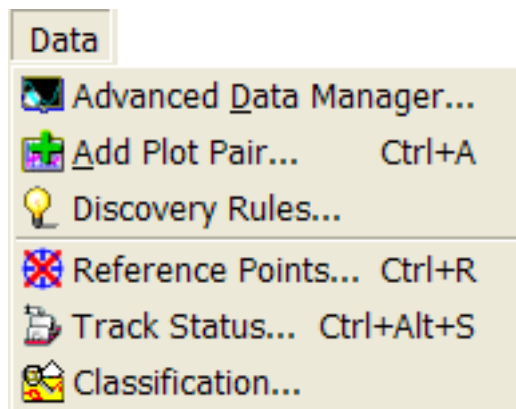 Data
Advanced Data Manager...
Add Plot Pair... Ctrl+A
Discovery Rules...
Reference Points... Ctrl+R
Track Status... Ctrl+Alt+S
Classification...